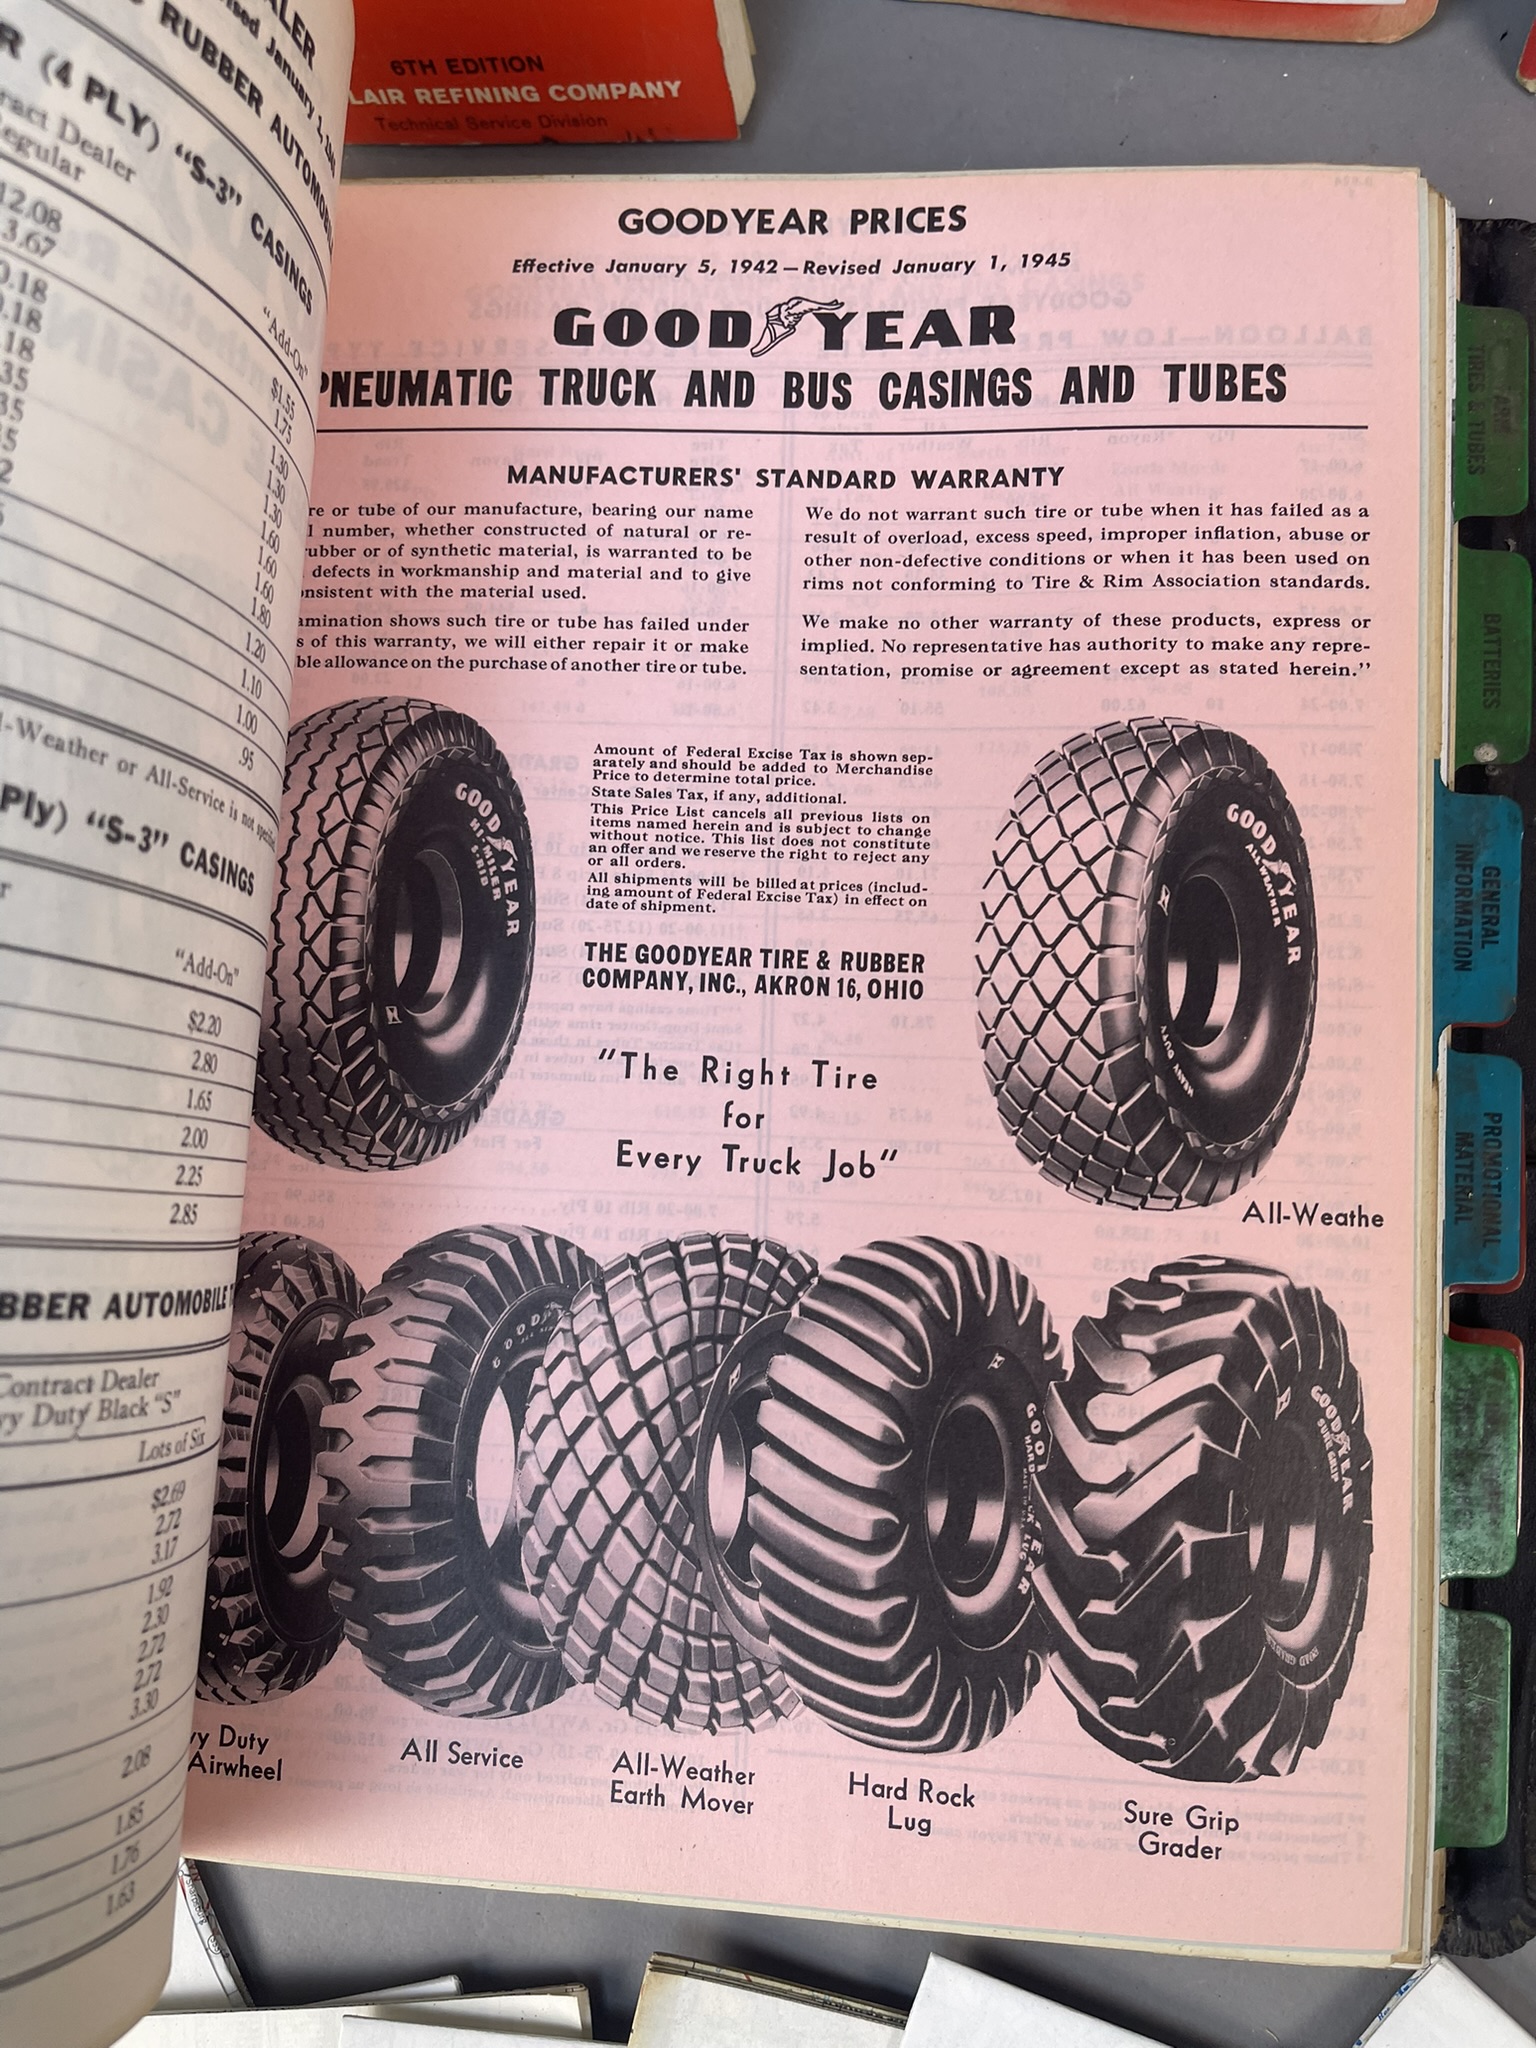 6TH EDITION
LAIR REFINING COMPANY
Technical Service Division
ALER
January 1,
RUBBER AUTOMOBIL
R (4 PLY) "S-3" CASINGS
ract Dealer
Regular
"Add-On"
12.08
3.67
0.18
.18
.18
.35
$1.55
1.75
1.30
1.30
1.30
1.60
1.60
1.60
1.80
1.20
1.10
1.00
.95
l-Weather or All-Service is not
Ply) "S-3" CASINGS
"Add-On"
$2.20
2.80
1.65
2.00
2.25
2.85
BBER AUTOMOBILE
Contract Dealer
vy Duty Black "S"
Lots of Six
$2.69
2.72
3.17
1.92
2.30
2.72
2.72
3.30
2.08
1.85
1.76
1.63
GOODYEAR PRICES
Effective January 5, 1942—Revised January 1, 1945
GOODYEAR
PNEUMATIC TRUCK AND BUS CASINGS AND TUBES
MANUFACTURERS' STANDARD WARRANTY
re or tube of our manufacture, bearing our name
l number, whether constructed of natural or re-
rubber or of synthetic material, is warranted to be
defects in workmanship and material and to give
onsistent with the material used.
amination shows such tire or tube has failed under
s of this warranty, we will either repair it or make
ble allowance on the purchase of another tire or tube.
We do not warrant such tire or tube when it has failed as a
result of overload, excess speed, improper inflation, abuse or
other non-defective conditions or when it has been used on
rims not conforming to Tire & Rim Association standards.
We make no other warranty of these products, express or
implied. No representative has authority to make any repre-
sentation, promise or agreement except as stated herein."
Amount of Federal Excise Tax is shown sep-
arately and should be added to Merchandise
Price to determine total price.
State Sales Tax, if any, additional.
This Price List cancels all previous lists on
items named herein and is subject to change
without notice. This list does not constitute
an offer and we reserve the right to reject any
or all orders.
All shipments will be billed at prices (includ-
ing amount of Federal Excise Tax) in effect on
date of shipment.
THE GOODYEAR TIRE & RUBBER
COMPANY, INC., AKRON 16, OHIO
"The Right Tire
for
Every Truck Job"
GOODYEAR
HI-MILER
GOODYEAR
ALL WEATHER
HEAVY DUTY
All-Weathe
GOODYEAR
SURE GRIP
vy Duty
Airwheel
All Service
All-Weather
Earth Mover
Hard Rock
Lug
Sure Grip
Grader
TIRES & TUBES
BATTERIES
GENERAL
INFORMATION
PROMOTIONAL
MATERIAL